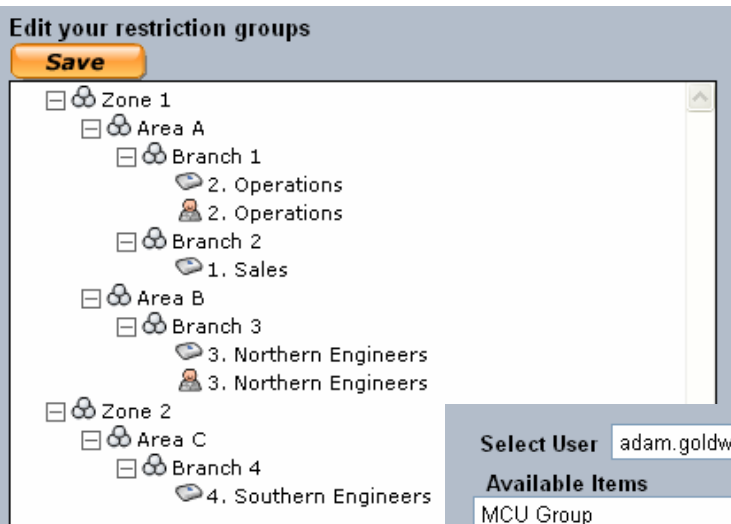 Edit your restriction groups
Save
Zone 1
Area A
Branch 1
2. Operations
2. Operations
Branch 2
1. Sales
Area B
Branch 3
3. Northern Engineers
3. Northern Engineers
Zone 2
Area C
Branch 4
4. Southern Engineers
Select User adam.goldw
Available Items
MCU Group